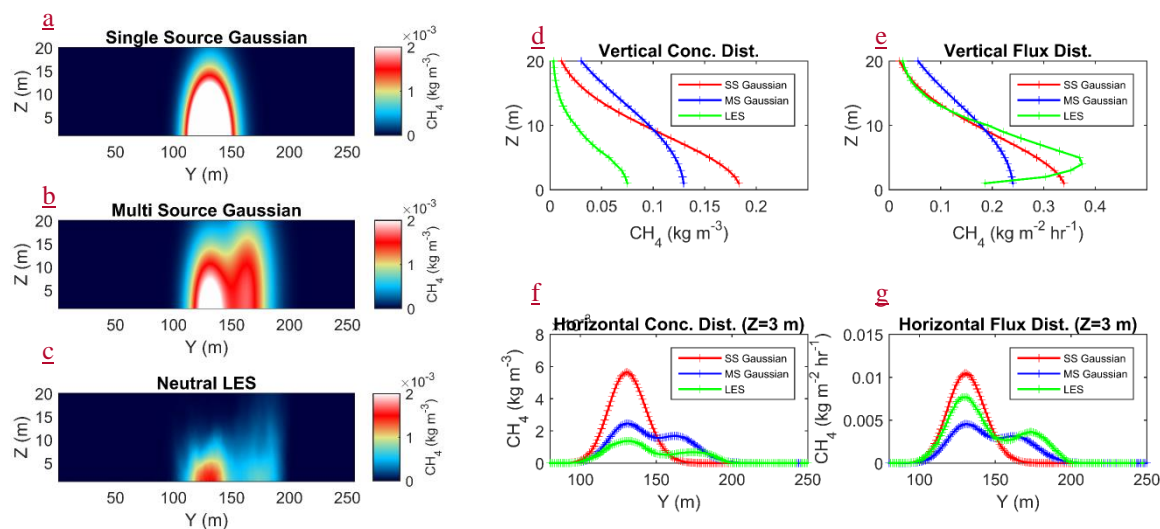 a
Single Source Gaussian
20
15
10
5
Z (m)
50 100 150 200 250
Y (m)
×10⁻³
2
1
0
CH₄ (kg m⁻³)
b
Multi Source Gaussian
20
15
10
5
Z (m)
50 100 150 200 250
Y (m)
×10⁻³
2
1
0
CH₄ (kg m⁻³)
c
Neutral LES
20
15
10
5
Z (m)
50 100 150 200 250
Y (m)
×10⁻³
2
1
0
CH₄ (kg m⁻³)
d
Vertical Conc. Dist.
20
10
0
Z (m)
SS Gaussian
MS Gaussian
LES
0 0.05 0.1 0.15 0.2
CH₄ (kg m⁻³)
e
Vertical Flux Dist.
20
10
0
Z (m)
SS Gaussian
MS Gaussian
LES
0 0.1 0.2 0.3 0.4
CH₄ (kg m⁻² hr⁻¹)
f
Horizontal Conc. Dist. (Z=3 m)
8
6
4
2
0
CH₄ (kg m⁻³)
SS Gaussian
MS Gaussian
LES
100 150 200 250
Y (m)
g
Horizontal Flux Dist. (Z=3 m)
0.015
0.01
0.005
0
CH₄ (kg m⁻² hr⁻¹)
SS Gaussian
MS Gaussian
LES
100 150 200 250
Y (m)